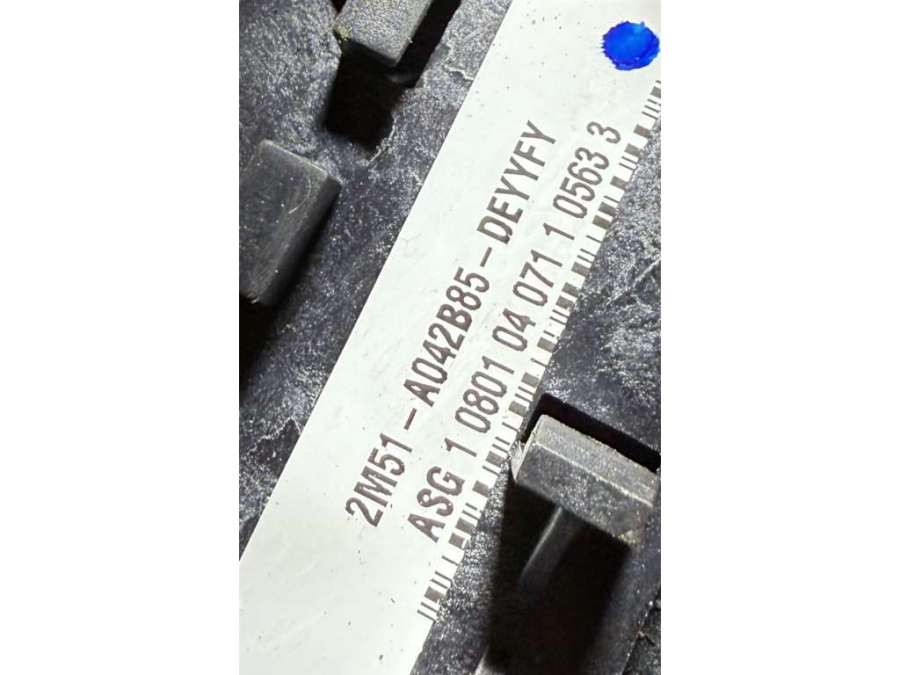 2M51-A042B85-DEYYFY
ASG 1 0801 04 071 1 0563 3